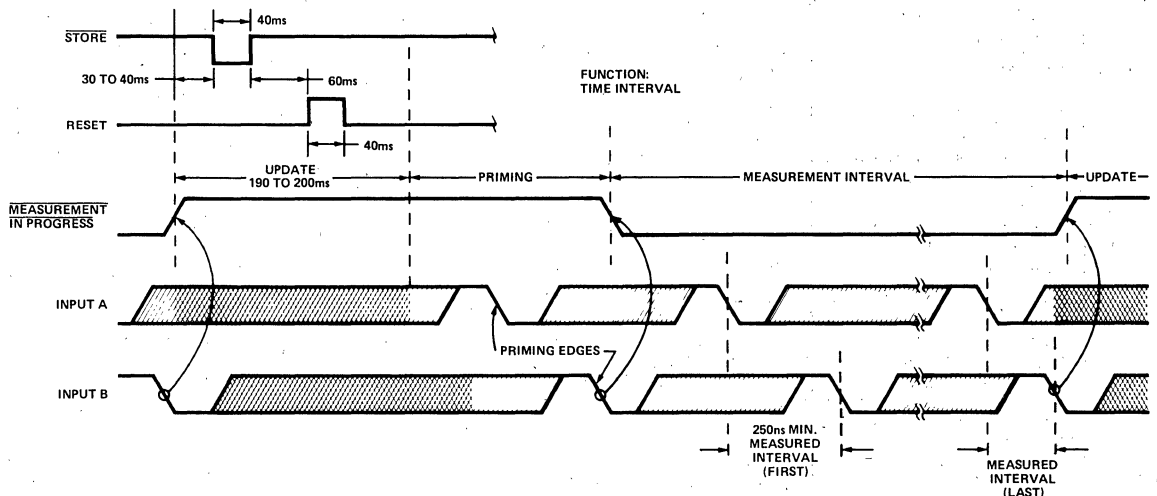 40ms
STORE
30 TO 40ms
60ms
FUNCTION:
TIME INTERVAL
RESET
40ms
UPDATE
190 TO 200ms
PRIMING
MEASUREMENT INTERVAL
UPDATE
MEASUREMENT
IN PROGRESS
INPUT A
PRIMING EDGES
INPUT B
250ns MIN.
MEASURED
INTERVAL
(FIRST)
MEASURED
INTERVAL
(LAST)